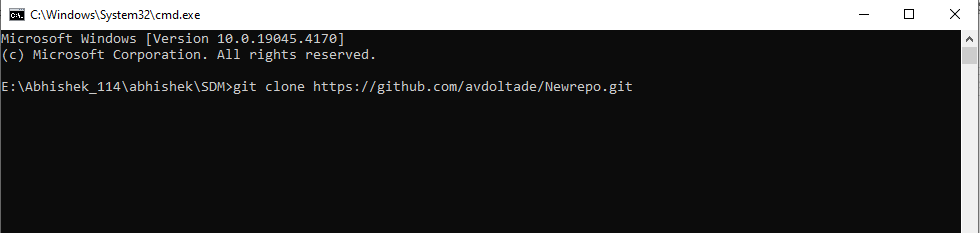 C:\Windows\System32\cmd.exe
Microsoft Windows [Version 10.0.19045.4170]
(c) Microsoft Corporation. All rights reserved.
E:\Abhishek_114\abhishek\SDM>git clone https://github.com/avdoltade/Newrepo.git